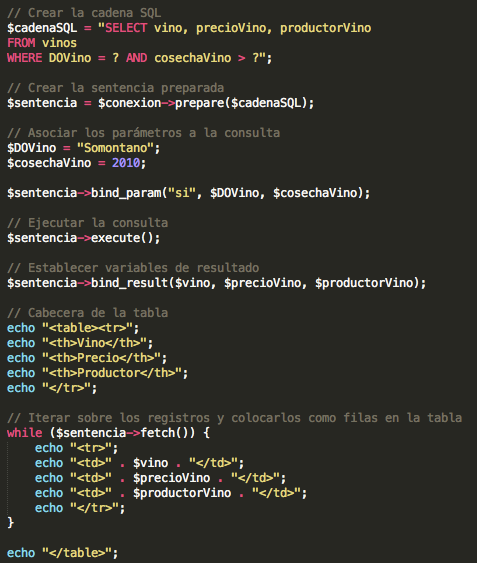 // Crear la cadena SQL
$cadenaSQL = "SELECT vino, precioVino, productorVino
FROM vinos
WHERE DOVino = ? AND cosechaVino > ?";
// Crear la sentencia preparada
$sentencia = $conexion->prepare($cadenaSQL);
// Asociar los parámetros a la consulta
$DOVino = "Somontano";
$cosechaVino = 2010;
$sentencia->bind_param("si", $DOVino, $cosechaVino);
// Ejecutar la consulta
$sentencia->execute();
// Establecer variables de resultado
$sentencia->bind_result($vino, $precioVino, $productorVino);
// Cabecera de la tabla
echo "<table><tr>";
echo "<th>Vino</th>";
echo "<th>Precio</th>";
echo "<th>Productor</th>";
echo "</tr>";
// Iterar sobre los registros y colocarlos como filas en la tabla
while ($sentencia->fetch()) {
    echo "<tr>";
    echo "<td>" . $vino . "</td>";
    echo "<td>" . $precioVino . "</td>";
    echo "<td>" . $productorVino . "</td>";
    echo "</tr>";
}
echo "</table>";